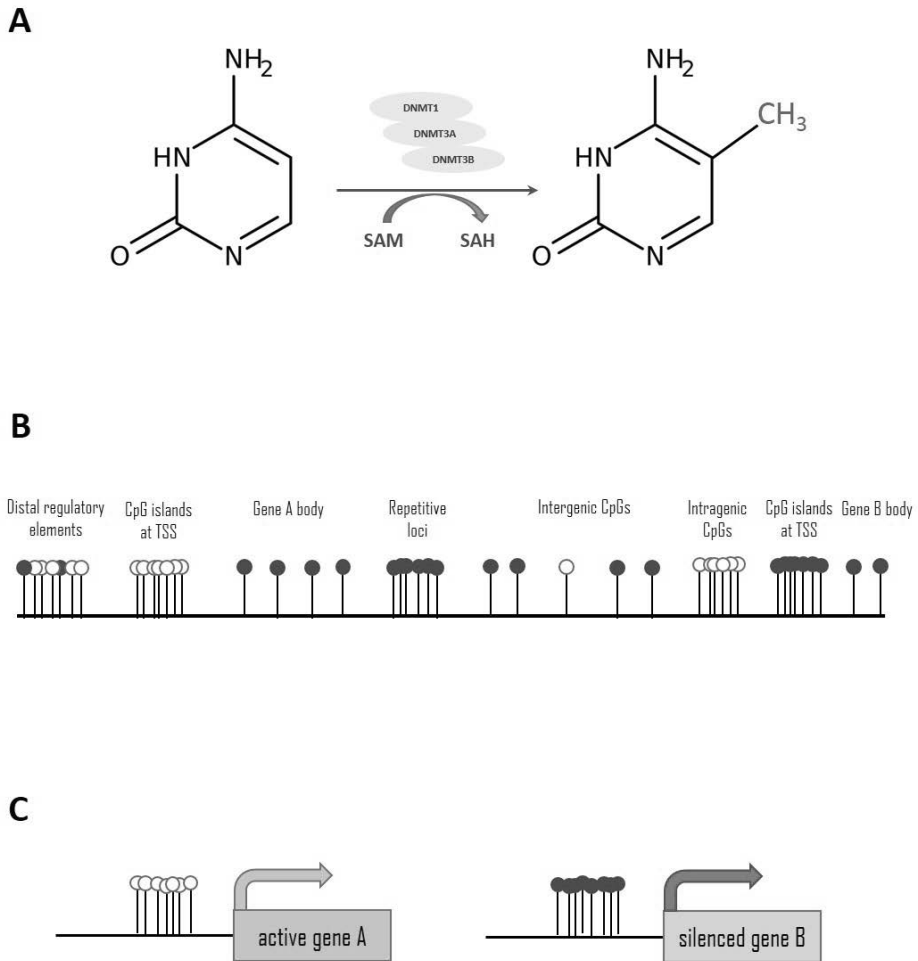 A
NH2
HN
O
N
DNMT1
DNMT3A
DNMT3B
SAM
SAH
NH2
CH3
HN
O
N
B
Distal regulatory
elements
CpG islands
at TSS
Gene A body
Repetitive
loci
Intergenic CpGs
Intragenic
CpGs
CpG islands
at TSS
Gene B body
C
active gene A
silenced gene B